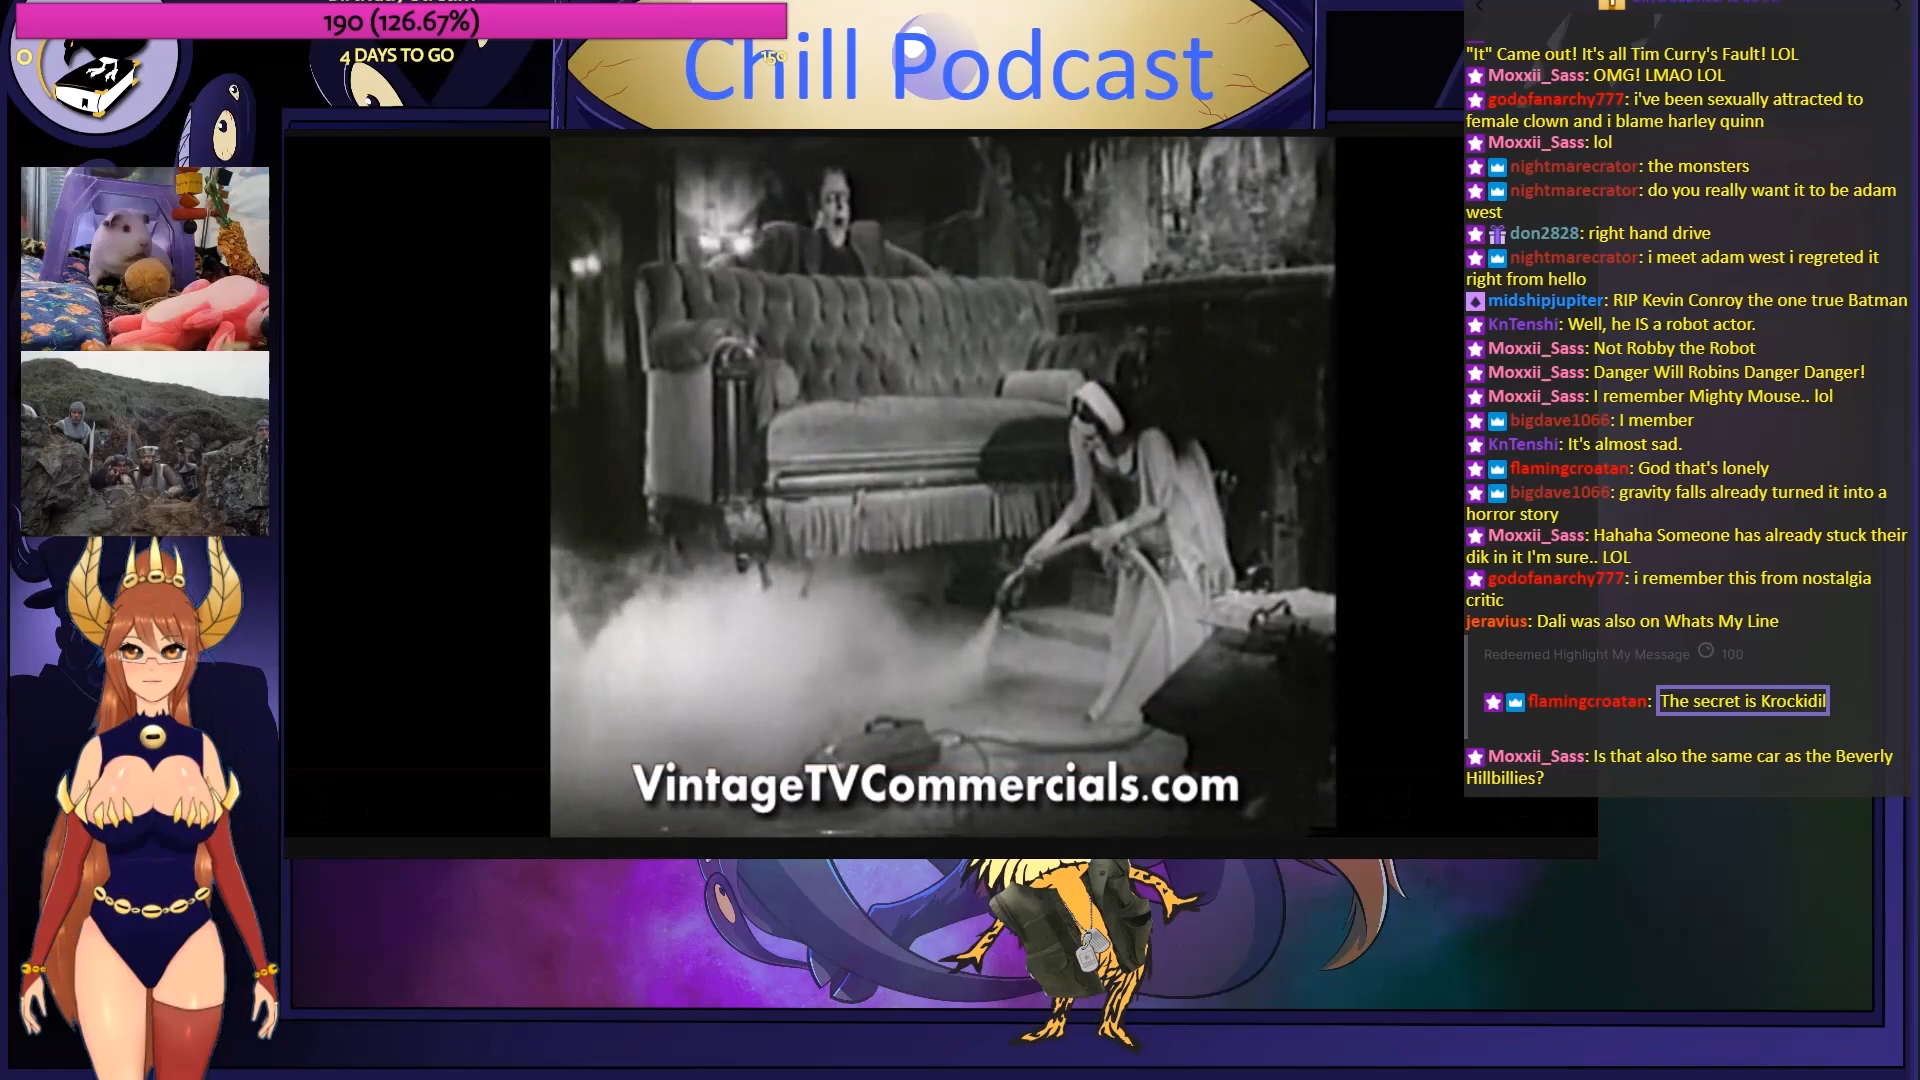 190 (126.67%)
4 DAYS TO GO
150
Chill Podcast
VintageTVCommercials.com
"It" Came out! It's all Tim Curry's Fault! LOL
Moxxii_Sass: OMG! LMAO LOL
godofanarchy777: i've been sexually attracted to
female clown and i blame harley quinn
Moxxii_Sass: lol
nightmarecrator: the monsters
nightmarecrator: do you really want it to be adam
west
don2828: right hand drive
nightmarecrator: i meet adam west i regreted it
right from hello
midshipjupiter: RIP Kevin Conroy the one true Batman
KnTenshi: Well, he IS a robot actor.
Moxxii_Sass: Not Robby the Robot
Moxxii_Sass: Danger Will Robins Danger Danger!
Moxxii_Sass: I remember Mighty Mouse.. lol
bigdave1066: I member
KnTenshi: It's almost sad.
flamingcroatan: God that's lonely
bigdave1066: gravity falls already turned it into a
horror story
Moxxii_Sass: Hahaha Someone has already stuck their
dik in it I'm sure.. LOL
godofanarchy777: i remember this from nostalgia
critic
jeravius: Dali was also on Whats My Line
Redeemed Highlight My Message 100
flamingcroatan: The secret is Krockidil
Moxxii_Sass: Is that also the same car as the Beverly
Hillbillies?